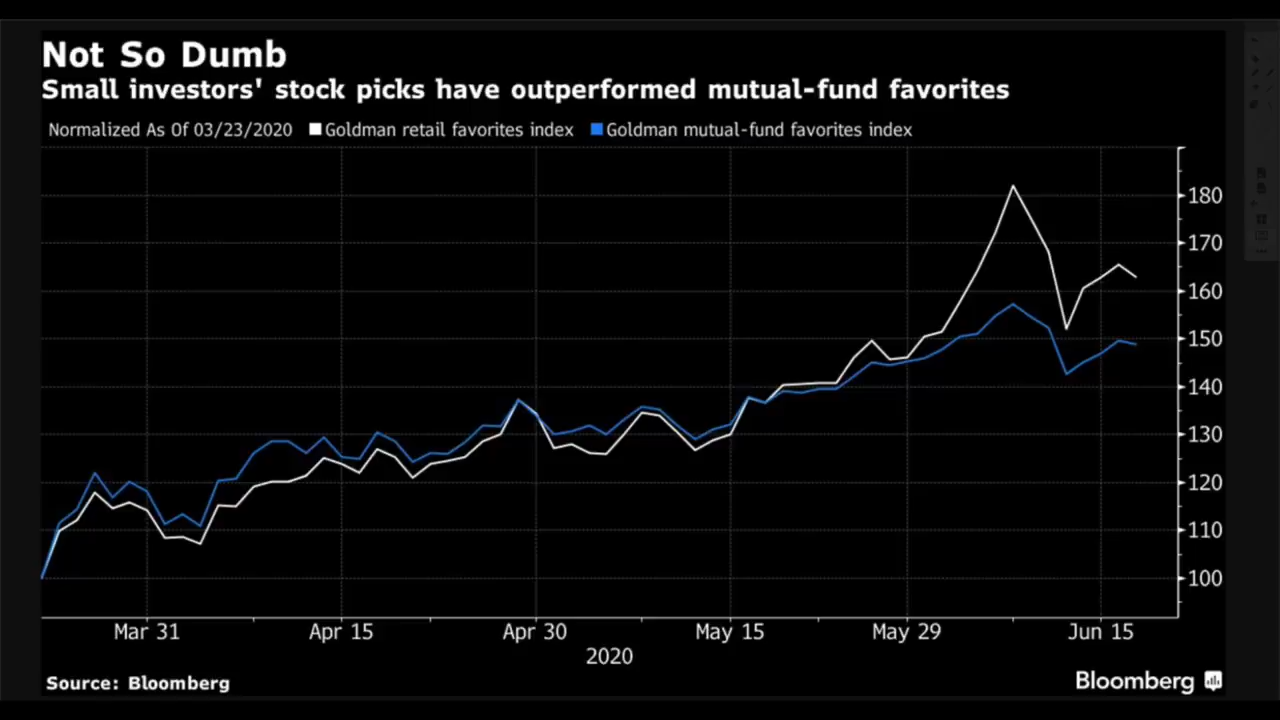 Not So Dumb
Small investors' stock picks have outperformed mutual-fund favorites
Normalized As Of 03/23/2020 Goldman retail favorites index Goldman mutual-fund favorites index
180
170
160
150
140
130
120
110
100
Mar 31 Apr 15 Apr 30 May 15 May 29 Jun 15
2020
Source: Bloomberg
Bloomberg